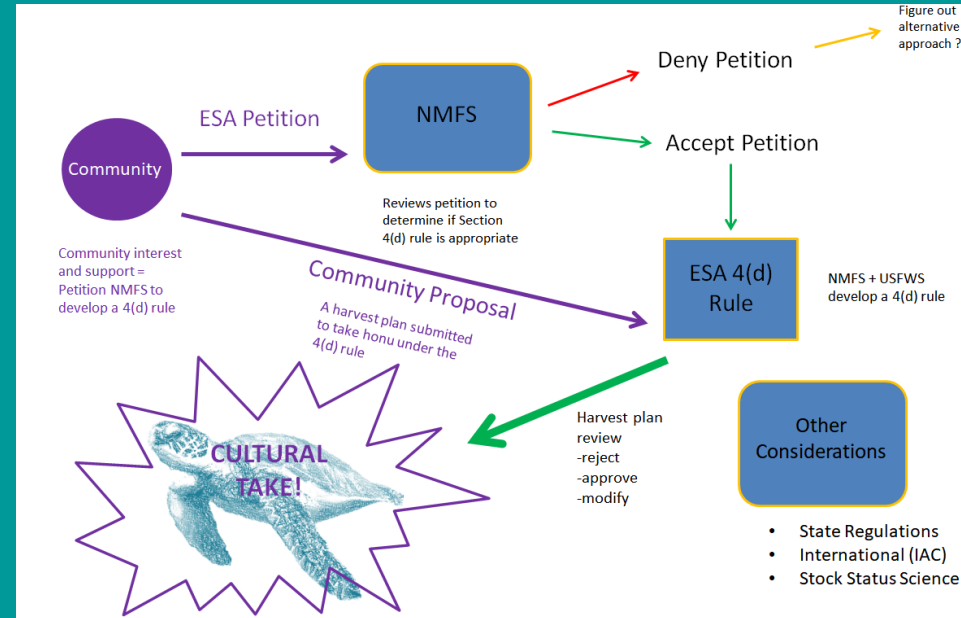 Figure out
alternative
approach ?
Deny Petition
ESA Petition
NMFS
Accept Petition
Community
Reviews petition to
determine if Section
4(d) rule is appropriate
Community interest
and support =
Petition NMFS to
develop a 4(d) rule
Community Proposal
A harvest plan submitted
to take honu under the
4(d) rule
ESA 4(d)
Rule
NMFS + USFWS
develop a 4(d) rule
CULTURAL
TAKE!
Harvest plan
review
-reject
-approve
-modify
Other
Considerations
• State Regulations
• International (IAC)
• Stock Status Science